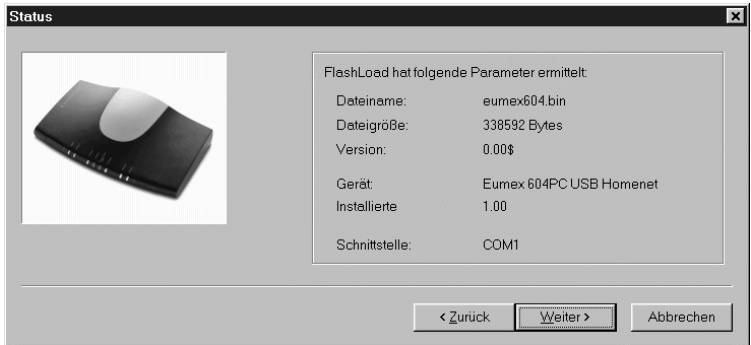 Status
FlashLoad hat folgende Parameter ermittelt:
Dateiname: eumex604.bin
Dateigröße: 338592 Bytes
Version: 0.00$
Gerät: Eumex 604PC USB Homenet
Installierte 1.00
Schnittstelle: COM1
< Zurück Weiter > Abbrechen